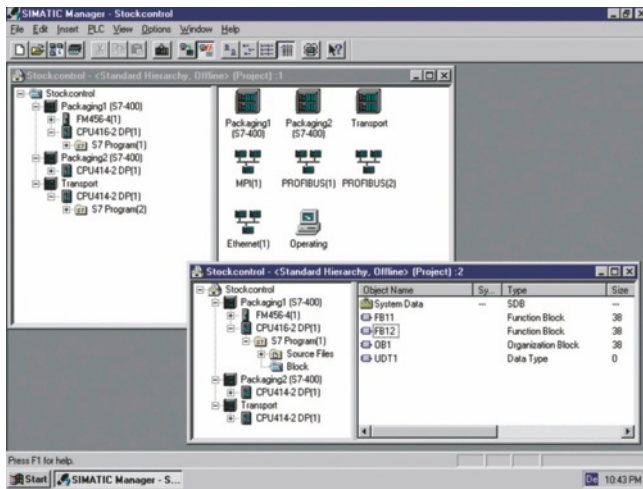 SIMATIC Manager - Stockcontrol
File Edit Insert PLC View Options Window Help
Stockcontrol - <Standard Hierarchy, Offline> (Project) :1
Stockcontrol
Packaging1 (S7-400)
FM456-4(1)
CPU416-2 DP(1)
S7 Program(1)
Packaging2 (S7-400)
CPU414-2 DP(1)
Transport
CPU414-2 DP(1)
S7 Program(2)
Packaging1 (S7-400)
Packaging2 (S7-400)
Transport
MPI(1)
PROFIBUS(1)
PROFIBUS(2)
Ethernet(1)
Operating
Stockcontrol - <Standard Hierarchy, Offline> (Project) :2
Stockcontrol
Packaging1 (S7-400)
FM456-4(1)
CPU416-2 DP(1)
S7 Program(1)
Source Files
Block
Packaging2 (S7-400)
CPU414-2 DP(1)
Transport
CPU414-2 DP(1)
Object Name Sy... Type Size
System Data --- SDB ---
FB11 Function Block 38
FB12 Function Block 38
OB1 Organization Block 38
UDT1 Data Type 0
Press F1 for help.
Start SIMATIC Manager - S... De 10:43 PM